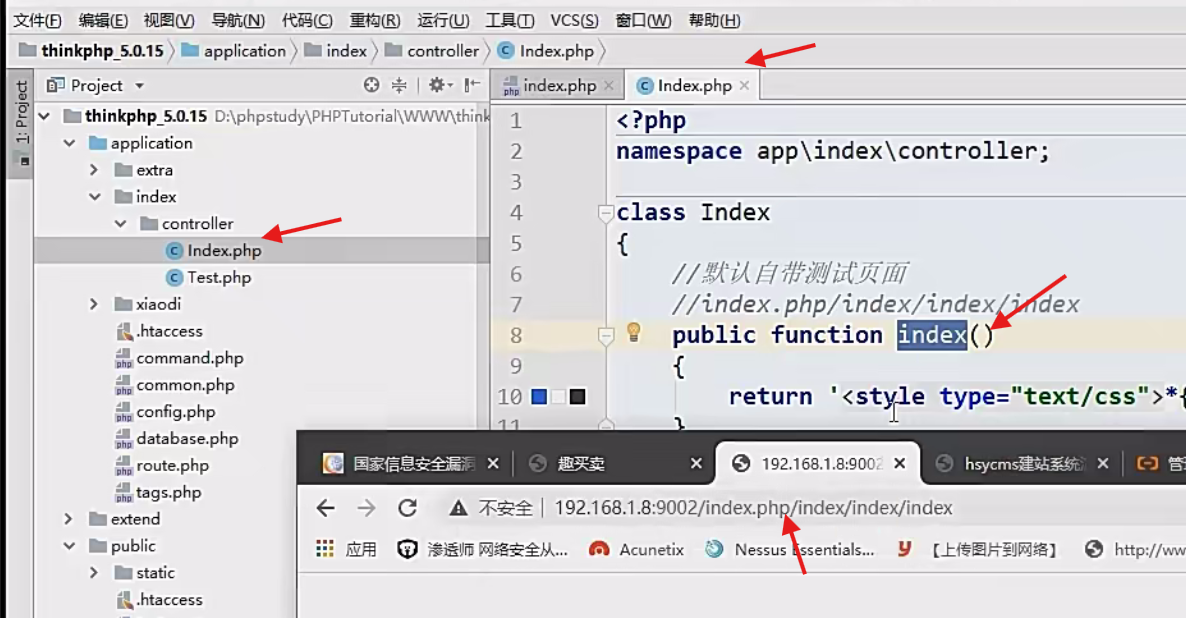 文件(F) 编辑(E) 视图(V) 导航(N) 代码(C) 重构(R) 运行(U) 工具(T) VCS(S) 窗口(W) 帮助(H)
thinkphp_5.0.15 application index controller Index.php
1: Project
Project
thinkphp_5.0.15 D:\phpstudy\PHPTutorial\WWW\think
application
extra
index
controller
Index.php
Test.php
xiaodi
.htaccess
command.php
common.php
config.php
database.php
route.php
tags.php
extend
public
static
.htaccess
index.php Index.php
1 <?php
2 namespace app\index\controller;
3
4 class Index
5 {
6 //默认自带测试页面
7 //index.php/index/index/index
8 public function index()
9 {
10 return '<style type="text/css">*{
11 }
国家信息安全漏洞 趣买卖 192.168.1.8:9002 hsycms建站系统 管
不安全 192.168.1.8:9002/index.php/index/index/index
应用 渗透师 网络安全从... Acunetix Nessus Essentials... 【上传图片到网络】 http://ww